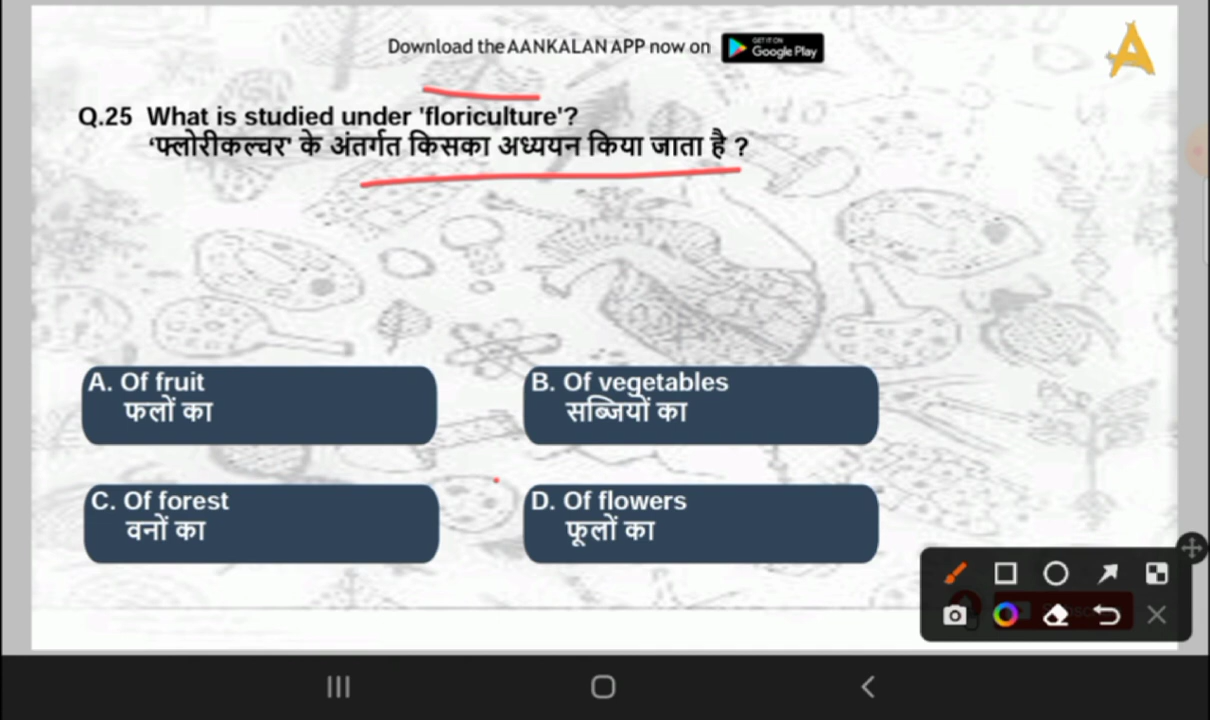 Download the AANKALAN APP now on GET IT ON Google Play
Q.25 What is studied under 'floriculture'?
‘फ्लोरीकल्चर' के अंतर्गत किसका अध्ययन किया जाता है ?
A. Of fruit
फलों का
B. Of vegetables
सब्जियों का
C. Of forest
वनों का
D. Of flowers
फूलों का